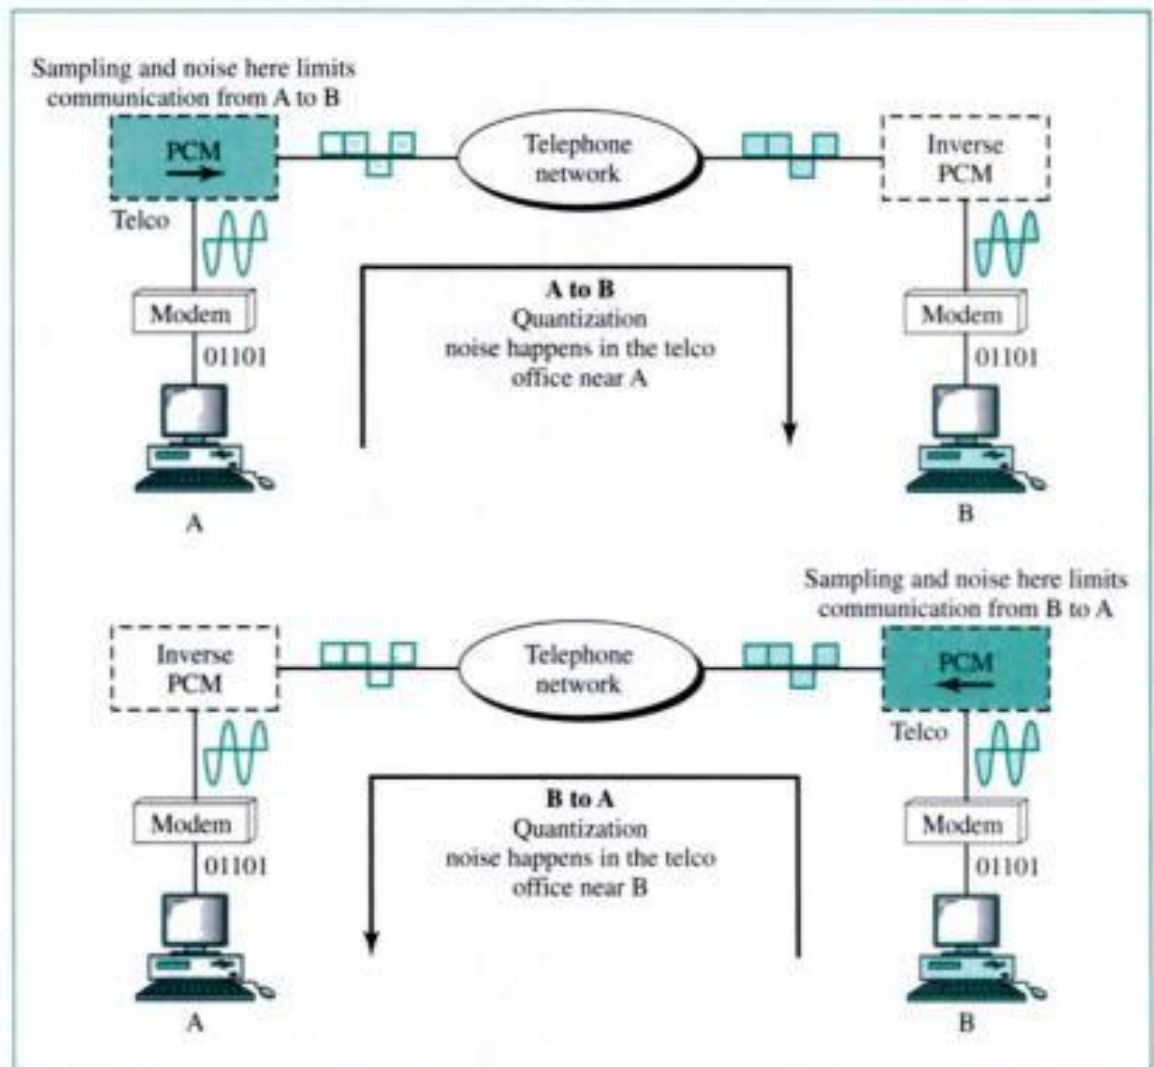 Sampling and noise here limits
communication from A to B
PCM
Telephone
network
Inverse
PCM
Telco
A to B
Quantization
noise happens in the telco
office near A
Modem
Modem
01101
01101
A
B
Sampling and noise here limits
communication from B to A
Inverse
PCM
Telephone
network
PCM
Telco
B to A
Quantization
noise happens in the telco
office near B
Modem
Modem
01101
01101
A
B